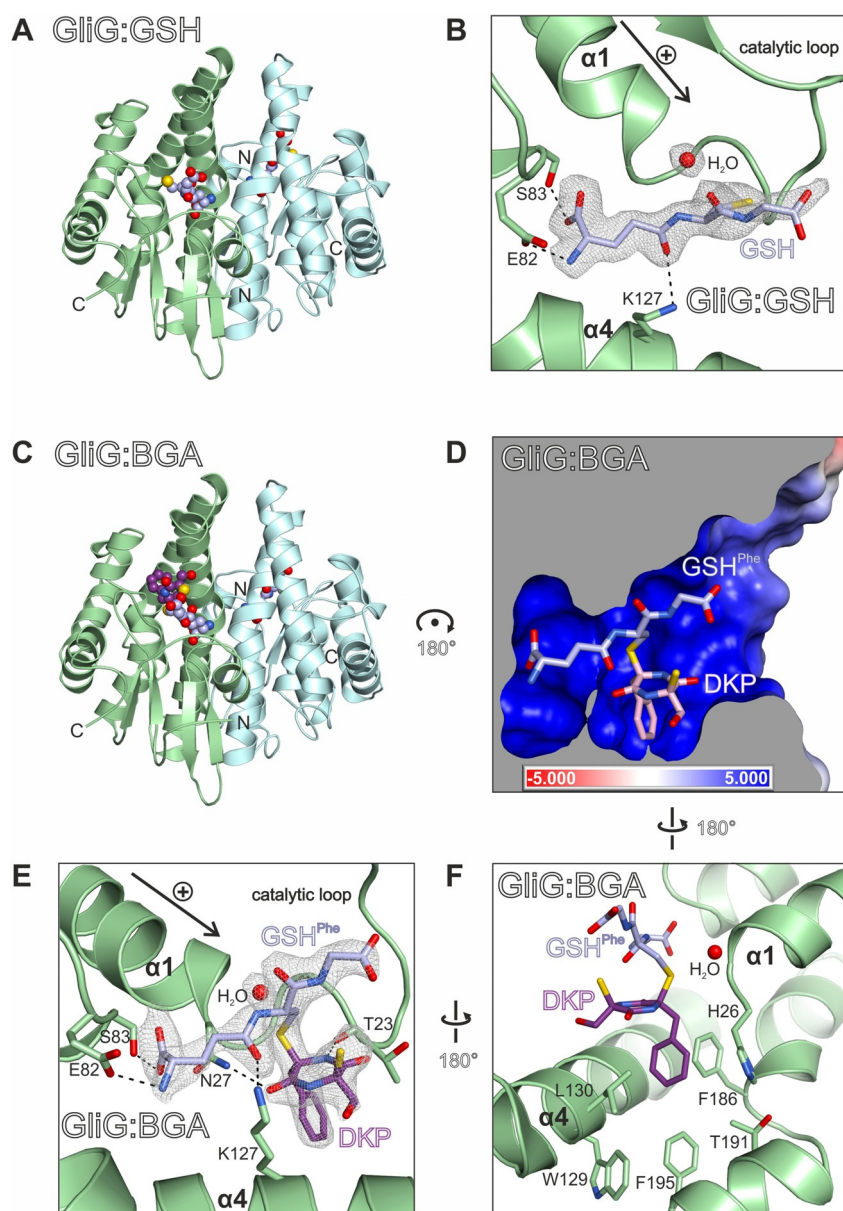 A GliG:GSH
N
C
N
C
B
α1
+
catalytic loop
H₂O
S83
GSH
E82
K127
GliG:GSH
α4
C GliG:BGA
N
C
N
C
180°
D
GliG:BGA
GSHPhe
DKP
-5.000 5.000
180°
E
+
catalytic loop
α1
GSHPhe
H₂O
T23
S83
E82
N27
GliG:BGA
DKP
K127
α4
180°
F
GliG:BGA
GSHPhe
α1
H₂O
DKP
H26
L130
F186
α4
T191
W129
F195